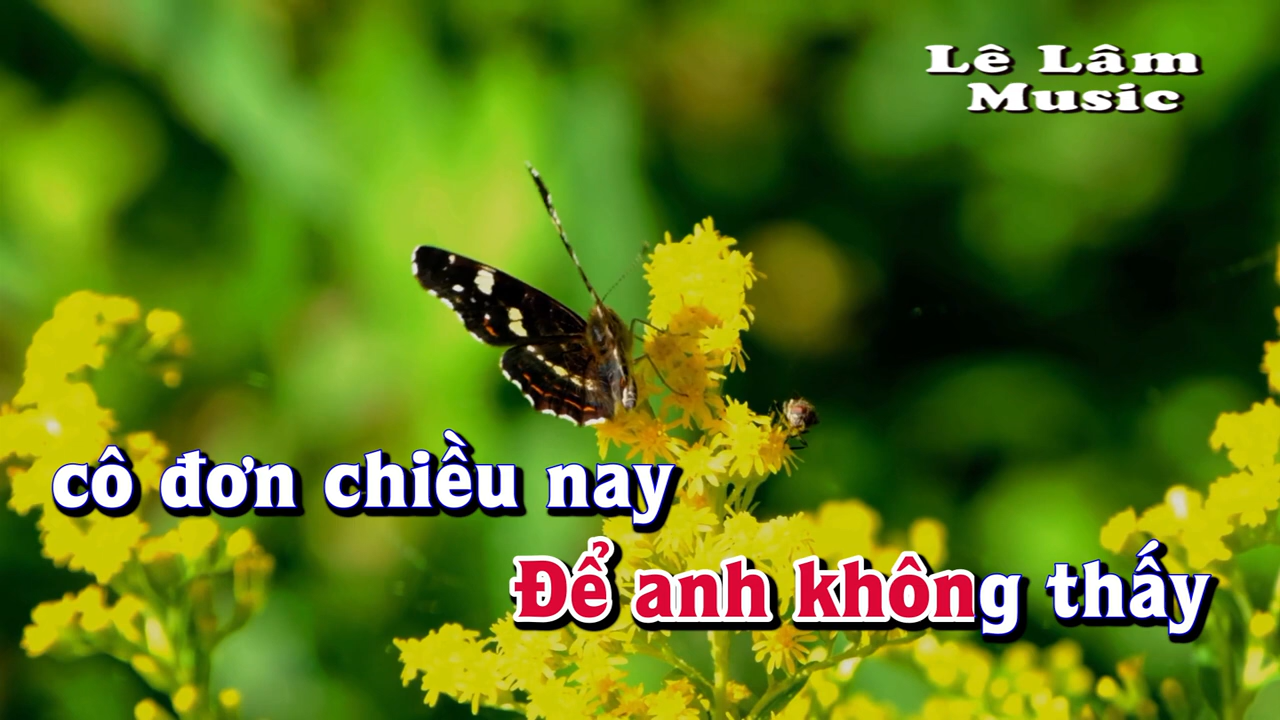 Lê Lâm
Music
cô đơn chiều nay
Để anh không thấy